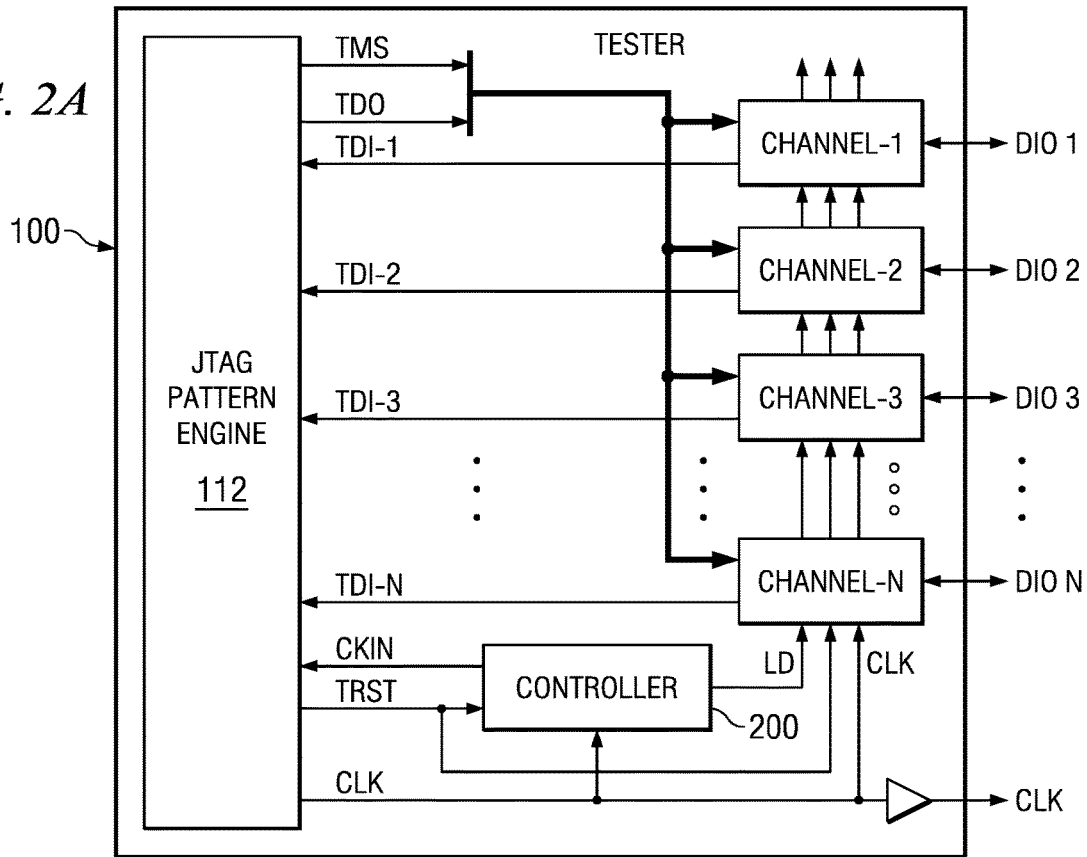 2A
TESTER
TMS
TDO
TDI-1
CHANNEL-1
DIO 1
100
TDI-2
CHANNEL-2
DIO 2
JTAG
PATTERN
ENGINE
112
TDI-3
CHANNEL-3
DIO 3
TDI-N
CHANNEL-N
DIO N
CKIN
TRST
CONTROLLER
200
LD
CLK
CLK
CLK